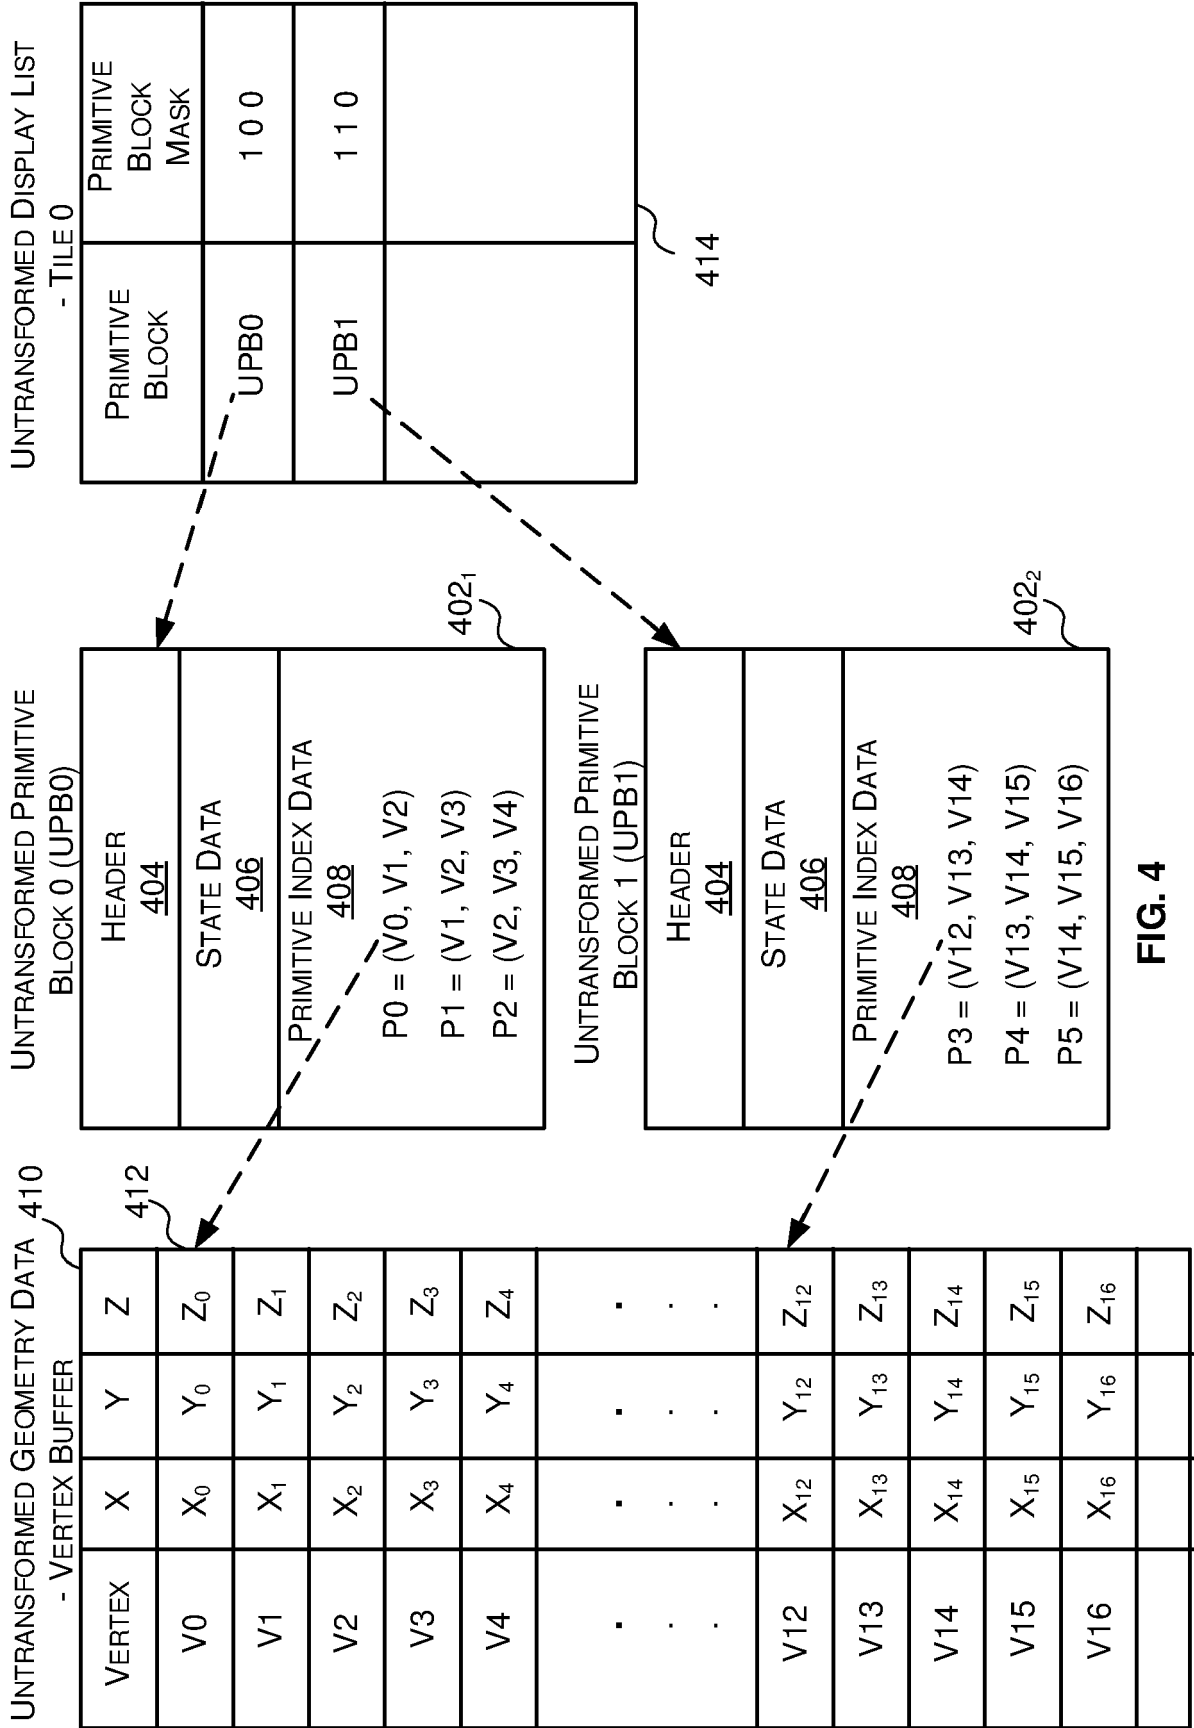 UNTRANSFORMED GEOMETRY DATA
- VERTEX BUFFER
410
VERTEX X Y Z
412
V0 X0 Y0 Z0
V1 X1 Y1 Z1
V2 X2 Y2 Z2
V3 X3 Y3 Z3
V4 X4 Y4 Z4
. . . .
. . . .
. . . .
V12 X12 Y12 Z12
V13 X13 Y13 Z13
V14 X14 Y14 Z14
V15 X15 Y15 Z15
V16 X16 Y16 Z16
UNTRANSFORMED PRIMITIVE
BLOCK 0 (UPB0)
HEADER
404
STATE DATA
406
PRIMITIVE INDEX DATA
408
P0 = (V0, V1, V2)
P1 = (V1, V2, V3)
P2 = (V2, V3, V4)
4021
UNTRANSFORMED PRIMITIVE
BLOCK 1 (UPB1)
HEADER
404
STATE DATA
406
PRIMITIVE INDEX DATA
408
P3 = (V12, V13, V14)
P4 = (V13, V14, V15)
P5 = (V14, V15, V16)
4022
UNTRANSFORMED DISPLAY LIST
- TILE 0
PRIMITIVE
BLOCK
PRIMITIVE
BLOCK
MASK
UPB0 1 0 0
UPB1 1 1 0
414
FIG. 4